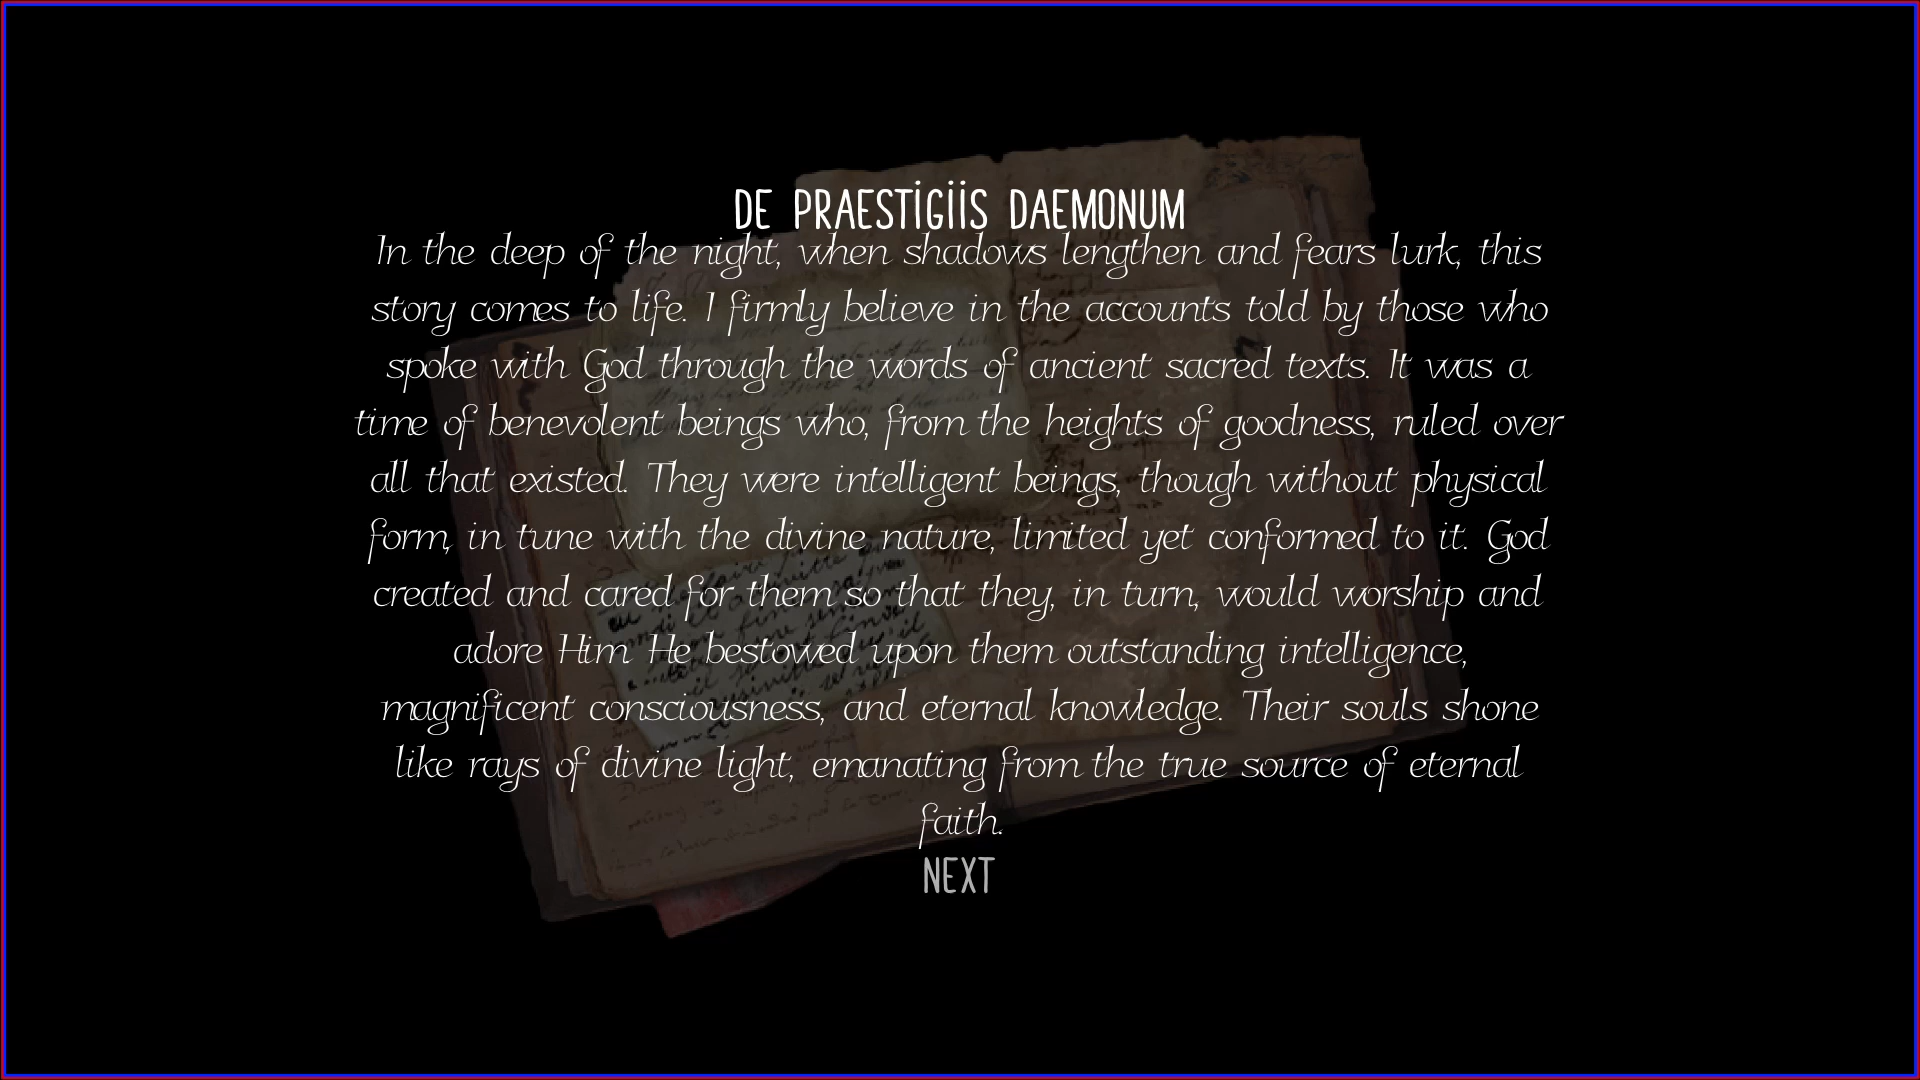 DE PRAESTIGIIS DAEMONUM
In the deep of the night, when shadows lengthen and fears lurk, this
story comes to life. I firmly believe in the accounts told by those who
spoke with God through the words of ancient sacred texts. It was a
time of benevolent beings who, from the heights of goodness, ruled over
all that existed. They were intelligent beings, though without physical
form, in tune with the divine nature, limited yet conformed to it. God
created and cared for them so that they, in turn, would worship and
adore Him. He bestowed upon them outstanding intelligence,
magnificent consciousness, and eternal knowledge. Their souls shone
like rays of divine light, emanating from the true source of eternal
faith.
NEXT